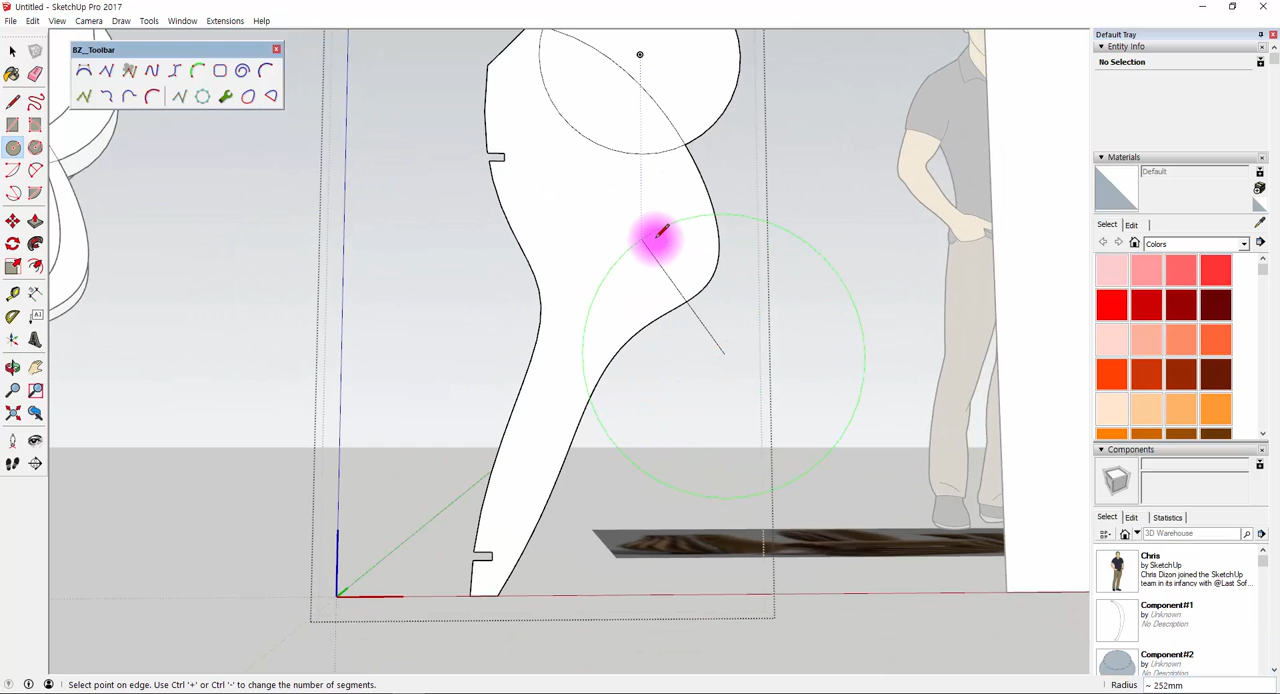 Untitled - SketchUp Pro 2017
File Edit View Camera Draw Tools Window Extensions Help
BZ__Toolbar
Default Tray
Entity Info
No Selection
Materials
Default
Select Edit
Colors
Components
Select Edit Statistics
3D Warehouse
Chris
by SketchUp
Chris Dizon joined the SketchUp
team in its infancy with @Last Sof...
Component#1
by Unknown
No Description
Component#2
by Unknown
No Description
Select point on edge. Use Ctrl '+' or Ctrl '-' to change the number of segments.
Radius ~ 252mm